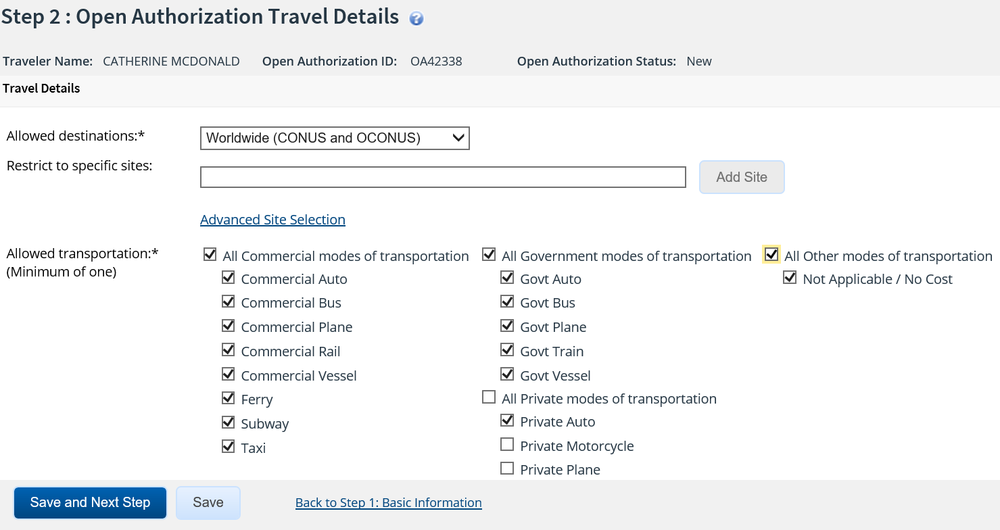 Step 2 : Open Authorization Travel Details ?
Traveler Name: CATHERINE MCDONALD Open Authorization ID: OA42338 Open Authorization Status: New
Travel Details
Allowed destinations:* Worldwide (CONUS and OCONUS)
Restrict to specific sites: Add Site
Advanced Site Selection
Allowed transportation:*
(Minimum of one)
All Commercial modes of transportation
Commercial Auto
Commercial Bus
Commercial Plane
Commercial Rail
Commercial Vessel
Ferry
Subway
Taxi
All Government modes of transportation
Govt Auto
Govt Bus
Govt Plane
Govt Train
Govt Vessel
All Private modes of transportation
Private Auto
Private Motorcycle
Private Plane
All Other modes of transportation
Not Applicable / No Cost
Save and Next Step Save Back to Step 1: Basic Information